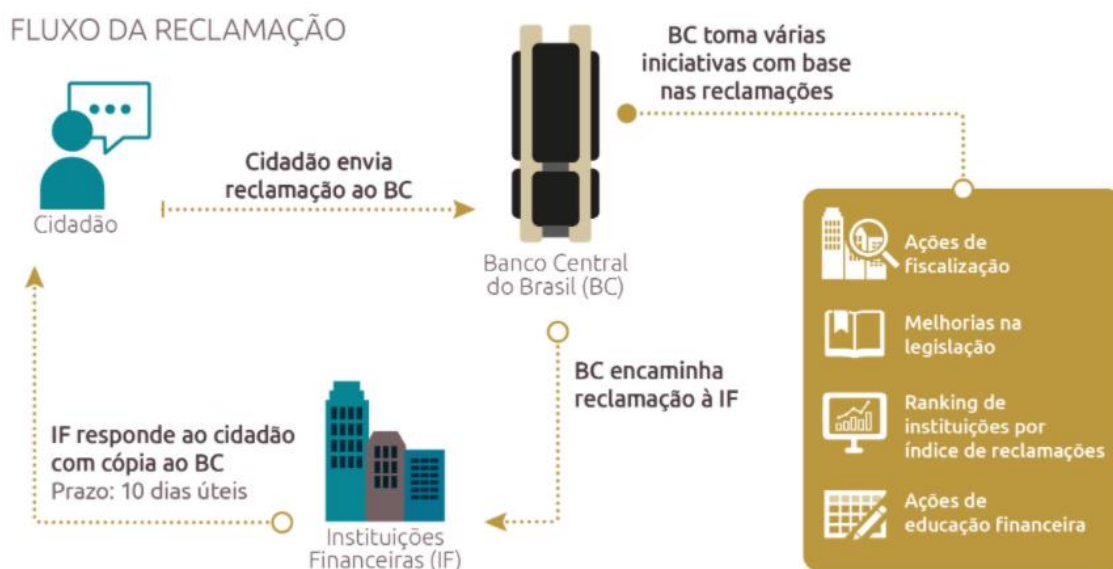 FLUXO DA RECLAMAÇÃO
BC toma várias
iniciativas com base
nas reclamações
Cidadão envia
reclamação ao BC
Cidadão
Banco Central
do Brasil (BC)
Ações de
fiscalização
Melhorias na
legislação
BC encaminha
reclamação à IF
Ranking de
instituições por
índice de reclamações
IF responde ao cidadão
com cópia ao BC
Prazo: 10 dias úteis
Ações de
educação financeira
Instituições
Financeiras (IF)